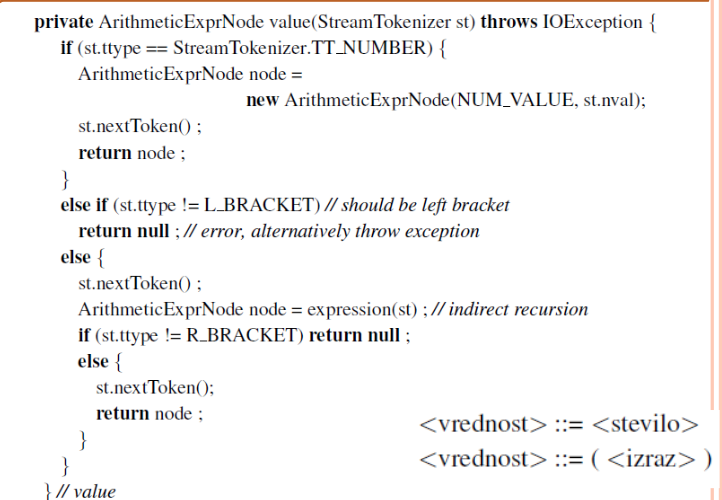 private ArithmeticExprNode value(StreamTokenizer st) throws IOException {
if (st.ttype == StreamTokenizer.TT_NUMBER) {
ArithmeticExprNode node =
new ArithmeticExprNode(NUM_VALUE, st.nval);
st.nextToken() ;
return node ;
}
else if (st.ttype != L_BRACKET) // should be left bracket
return null ; // error, alternatively throw exception
else {
st.nextToken() ;
ArithmeticExprNode node = expression(st) ; // indirect recursion
if (st.ttype != R_BRACKET) return null ;
else {
st.nextToken();
return node ;
}
}
} // value
<vrednost> ::= <stevilo>
<vrednost> ::= ( <izraz> )